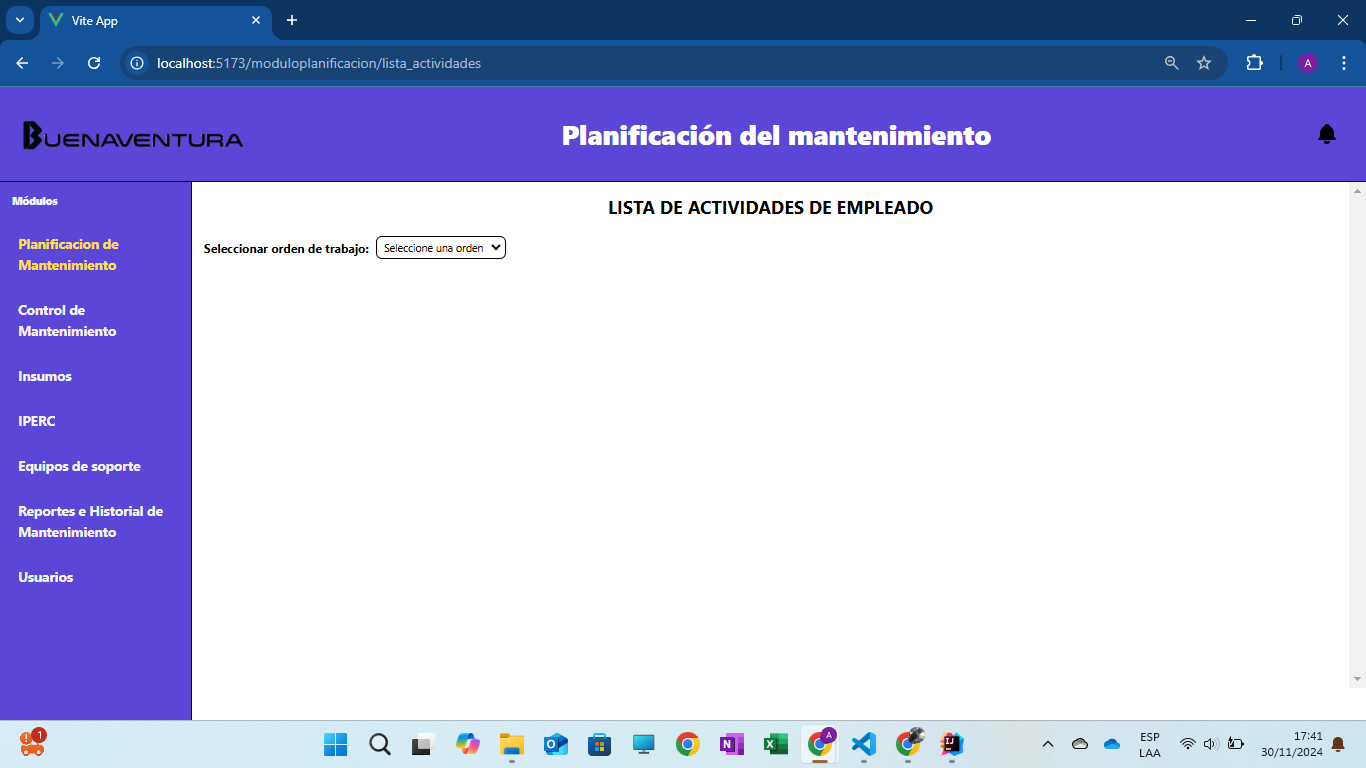 Vite App
localhost:5173/moduloplanificacion/lista_actividades
A
BUENAVENTURA
Planificación del mantenimiento
Módulos
Planificacion de
Mantenimiento
Control de
Mantenimiento
Insumos
IPERC
Equipos de soporte
Reportes e Historial de
Mantenimiento
Usuarios
LISTA DE ACTIVIDADES DE EMPLEADO
Seleccionar orden de trabajo: Seleccione una orden
1
A
ESP
LAA
17:41
30/11/2024